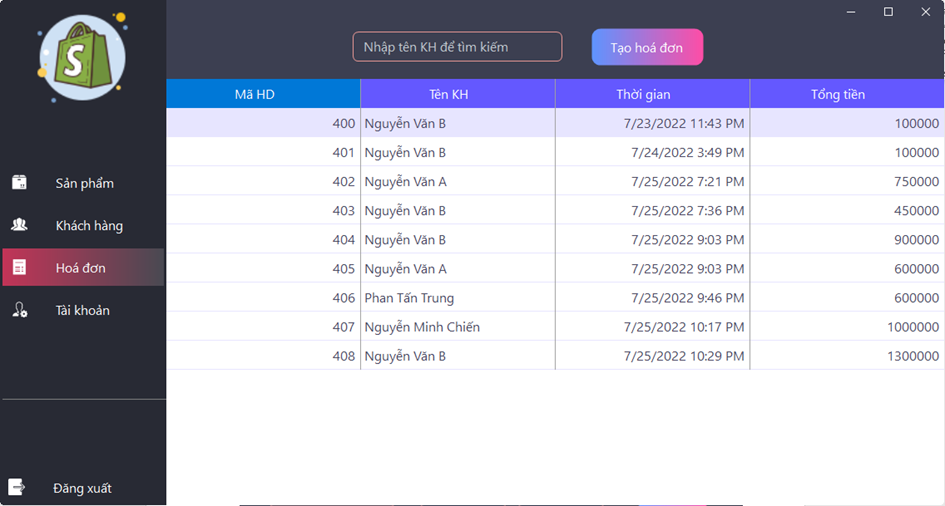 S
Nhập tên KH để tìm kiếm
Tạo hoá đơn
Sản phẩm
Khách hàng
Hoá đơn
Tài khoản
Đăng xuất
Mã HD Tên KH Thời gian Tổng tiền
400 Nguyễn Văn B 7/23/2022 11:43 PM 100000
401 Nguyễn Văn B 7/24/2022 3:49 PM 100000
402 Nguyễn Văn A 7/25/2022 7:21 PM 750000
403 Nguyễn Văn B 7/25/2022 7:36 PM 450000
404 Nguyễn Văn B 7/25/2022 9:03 PM 900000
405 Nguyễn Văn A 7/25/2022 9:03 PM 600000
406 Phan Tấn Trung 7/25/2022 9:46 PM 600000
407 Nguyễn Minh Chiến 7/25/2022 10:17 PM 1000000
408 Nguyễn Văn B 7/25/2022 10:29 PM 1300000